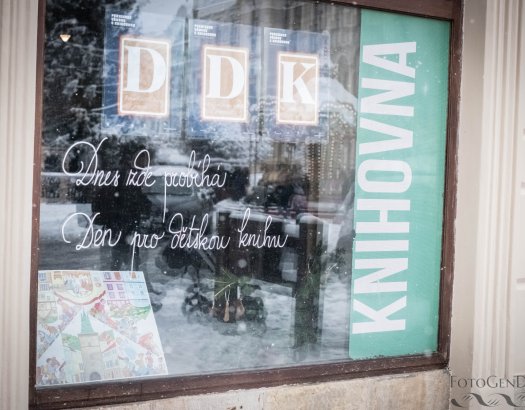 D D K
KNIHOVNA
Dnes zde probíhá
Den pro dětskou knihu
FOTOGEND